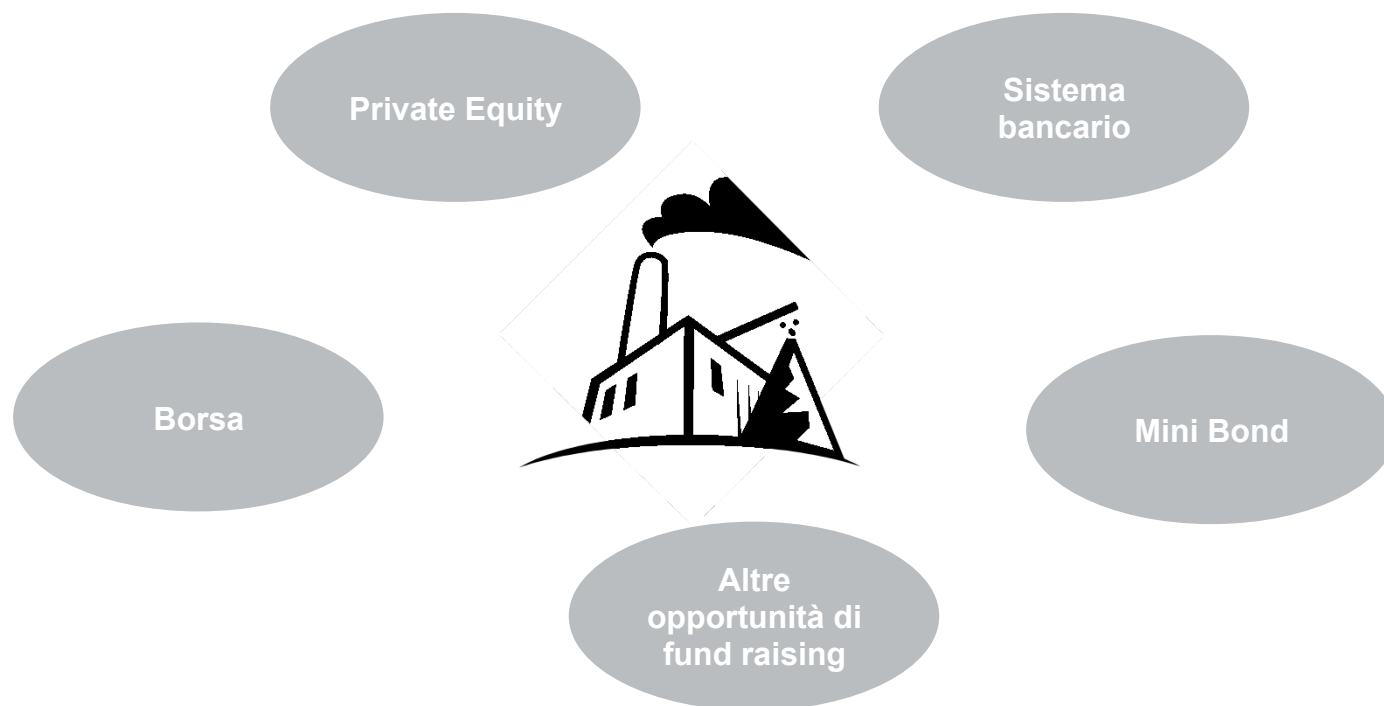 Private Equity
Sistema
bancario
Borsa
Mini Bond
Altre
opportunità di
fund raising